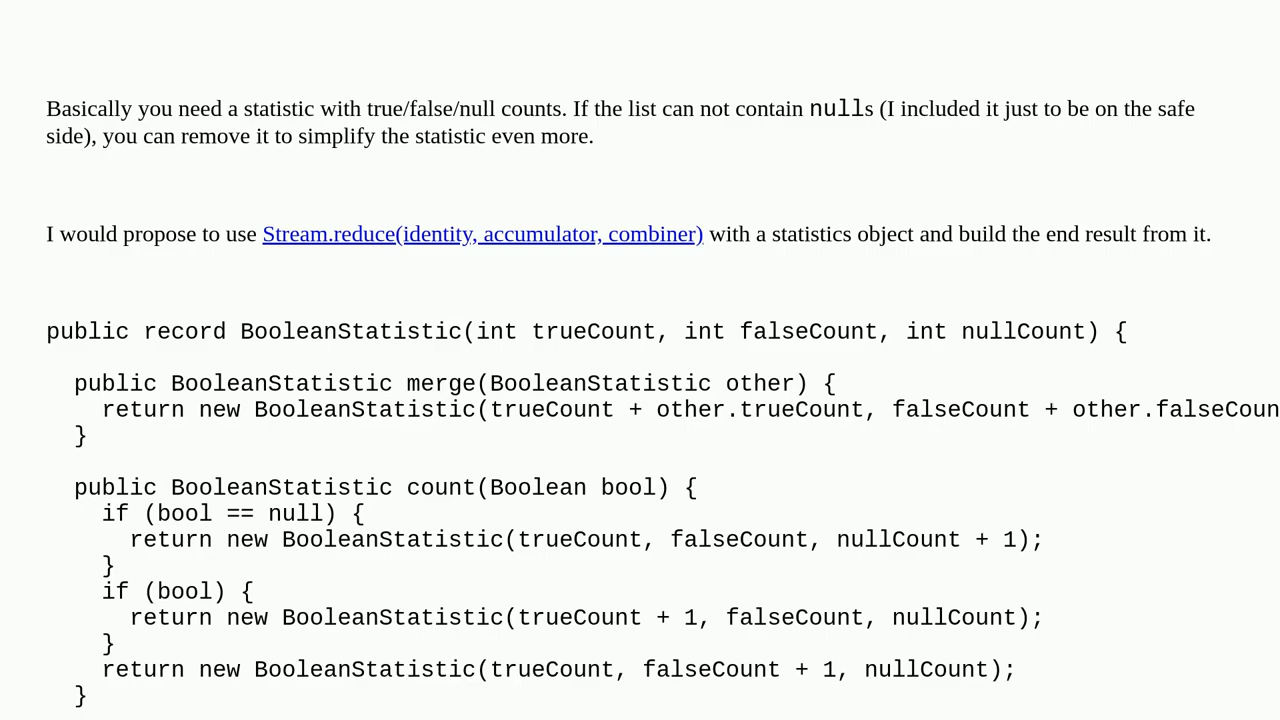 Basically you need a statistic with true/false/null counts. If the list can not contain nulls (I included it just to be on the safe
side), you can remove it to simplify the statistic even more.
I would propose to use Stream.reduce(identity, accumulator, combiner) with a statistics object and build the end result from it.
public record BooleanStatistic(int trueCount, int falseCount, int nullCount) {
  public BooleanStatistic merge(BooleanStatistic other) {
    return new BooleanStatistic(trueCount + other.trueCount, falseCount + other.falseCoun
  }
  public BooleanStatistic count(Boolean bool) {
    if (bool == null) {
      return new BooleanStatistic(trueCount, falseCount, nullCount + 1);
    }
    if (bool) {
      return new BooleanStatistic(trueCount + 1, falseCount, nullCount);
    }
    return new BooleanStatistic(trueCount, falseCount + 1, nullCount);
  }